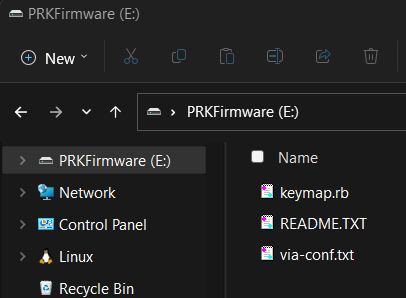 PRKFirmware (E:)
New
PRKFirmware (E:)
PRKFirmware (E:)
Network
Control Panel
Linux
Recycle Bin
Name
keymap.rb
README.TXT
via-conf.txt